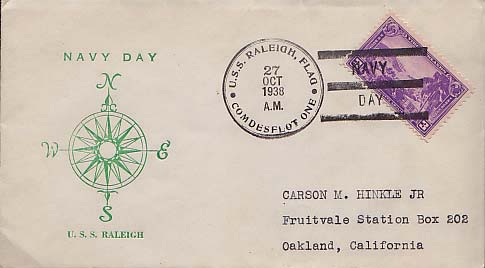 NAVY DAY
N
W E
S
U. S. S. RALEIGH
U.S.S. RALEIGH, FLAG
27
OCT
1938
A.M.
COMDESFLOT ONE
NAVY
DAY
CARSON M. HINKLE JR
Fruitvale Station Box 202
Oakland, California